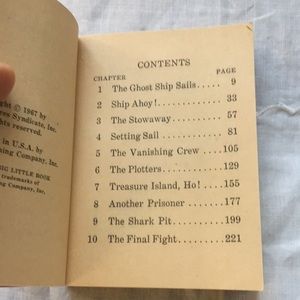 ght © 1967 by
res Syndicate, Inc.
ts reserved.
in U.S.A. by
ning Company, Inc.
BIG LITTLE BOOK
trademarks of
ing Company, Inc.
CONTENTS
CHAPTER PAGE
1 The Ghost Ship Sails..... 9
2 Ship Ahoy!............ 33
3 The Stowaway........ 57
4 Setting Sail.......... 81
5 The Vanishing Crew.... 105
6 The Plotters.......... 129
7 Treasure Island, Ho!... 155
8 Another Prisoner...... 177
9 The Shark Pit......... 199
10 The Final Fight....... 221